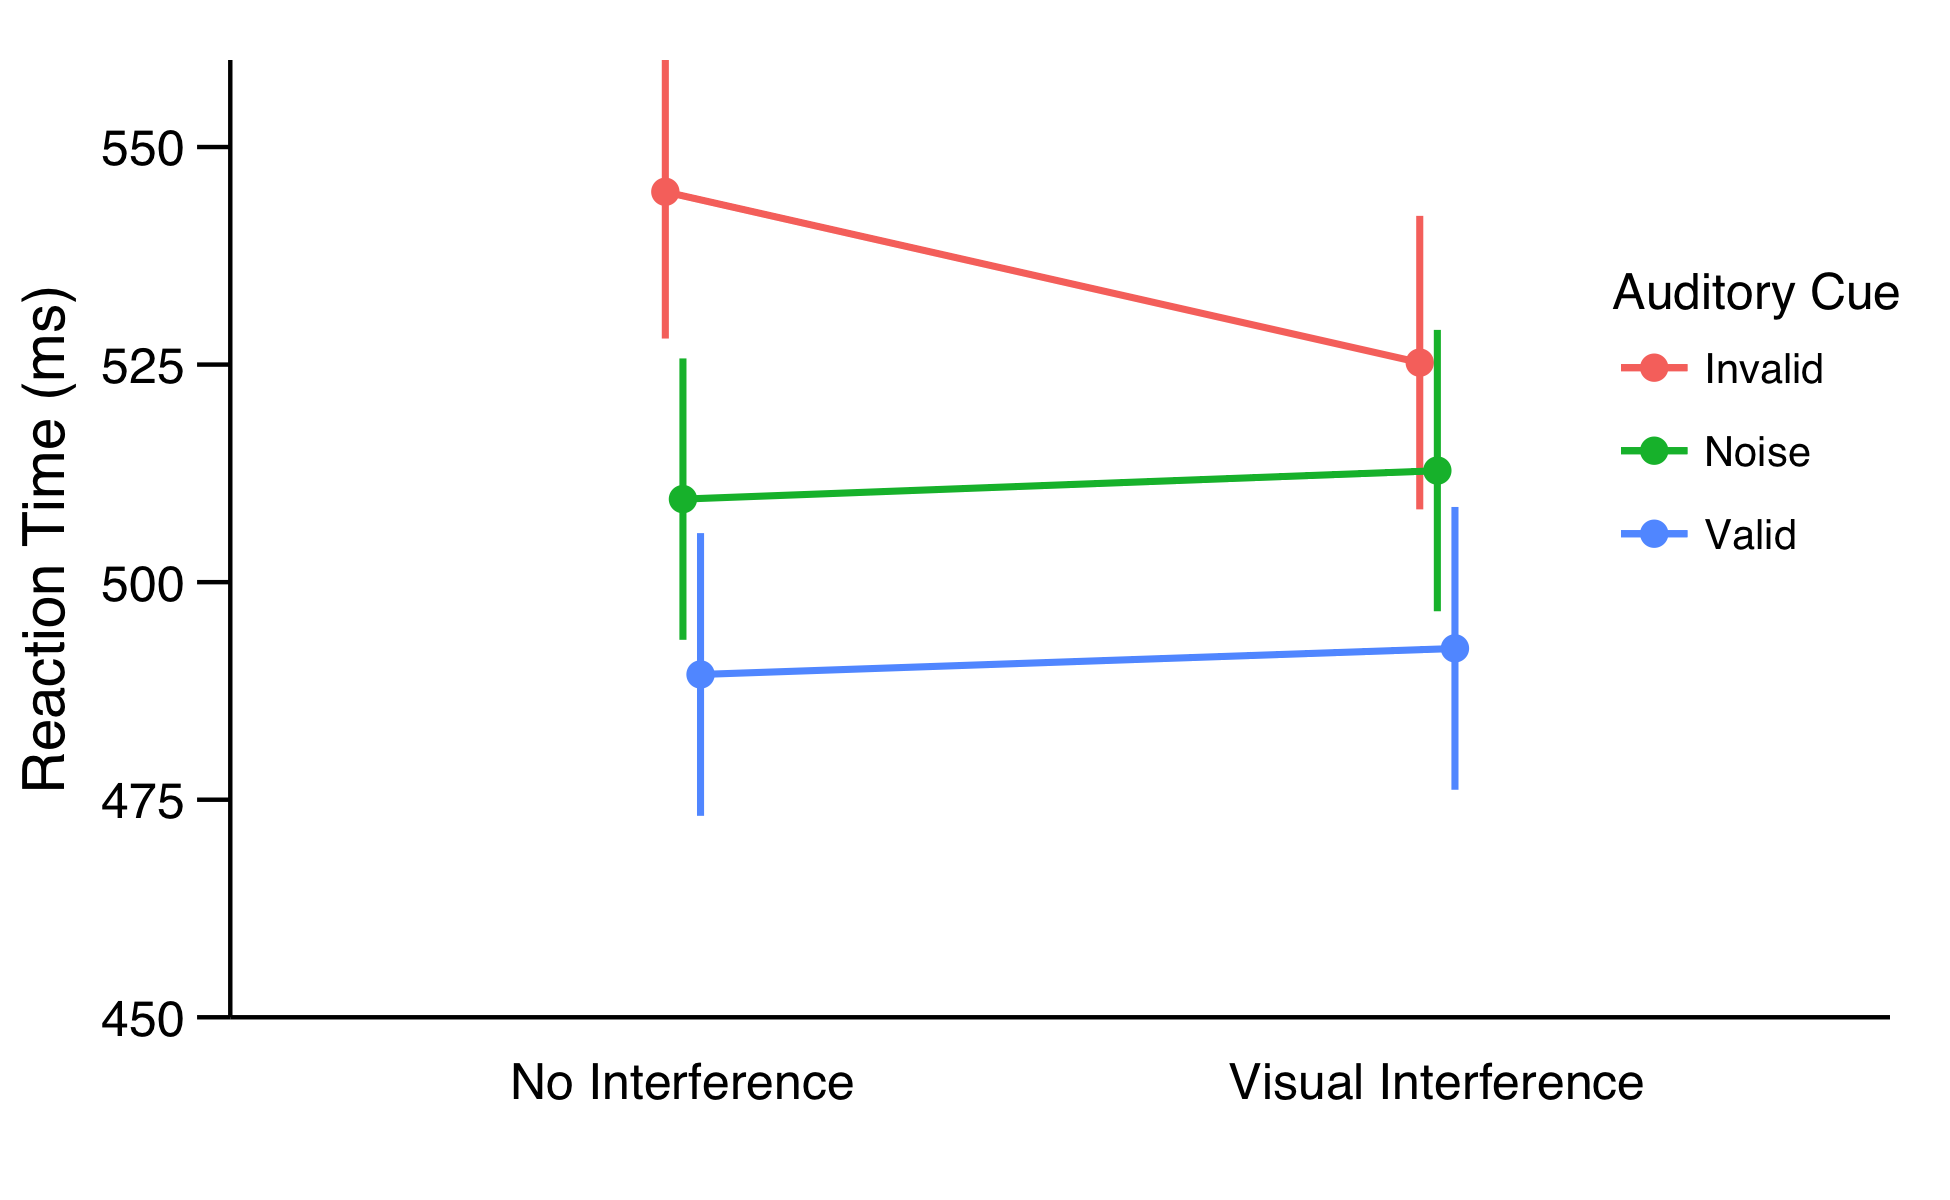 Reaction Time (ms)
550
525
500
475
450
No Interference
Visual Interference
Auditory Cue
Invalid
Noise
Valid